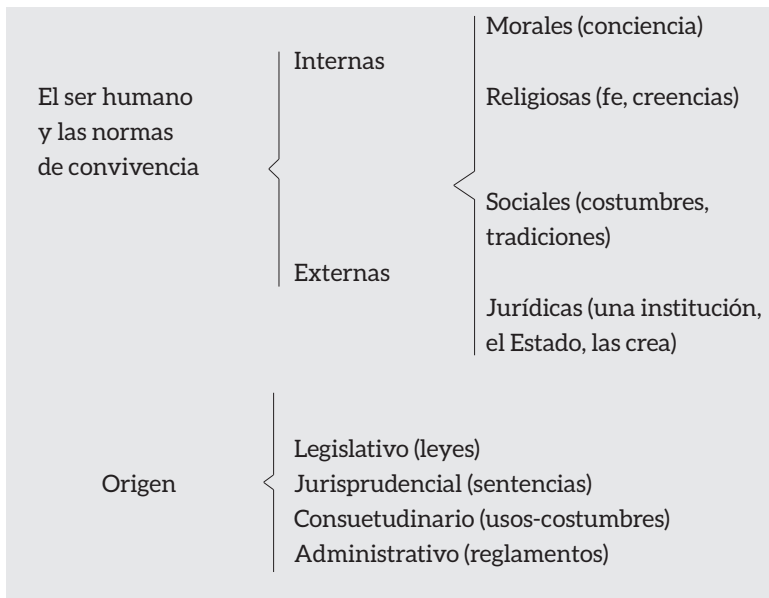 El ser humano
y las normas
de convivencia
Internas
Externas
Morales (conciencia)
Religiosas (fe, creencias)
Sociales (costumbres,
tradiciones)
Jurídicas (una institución,
el Estado, las crea)
Origen
Legislativo (leyes)
Jurisprudencial (sentencias)
Consuetudinario (usos-costumbres)
Administrativo (reglamentos)